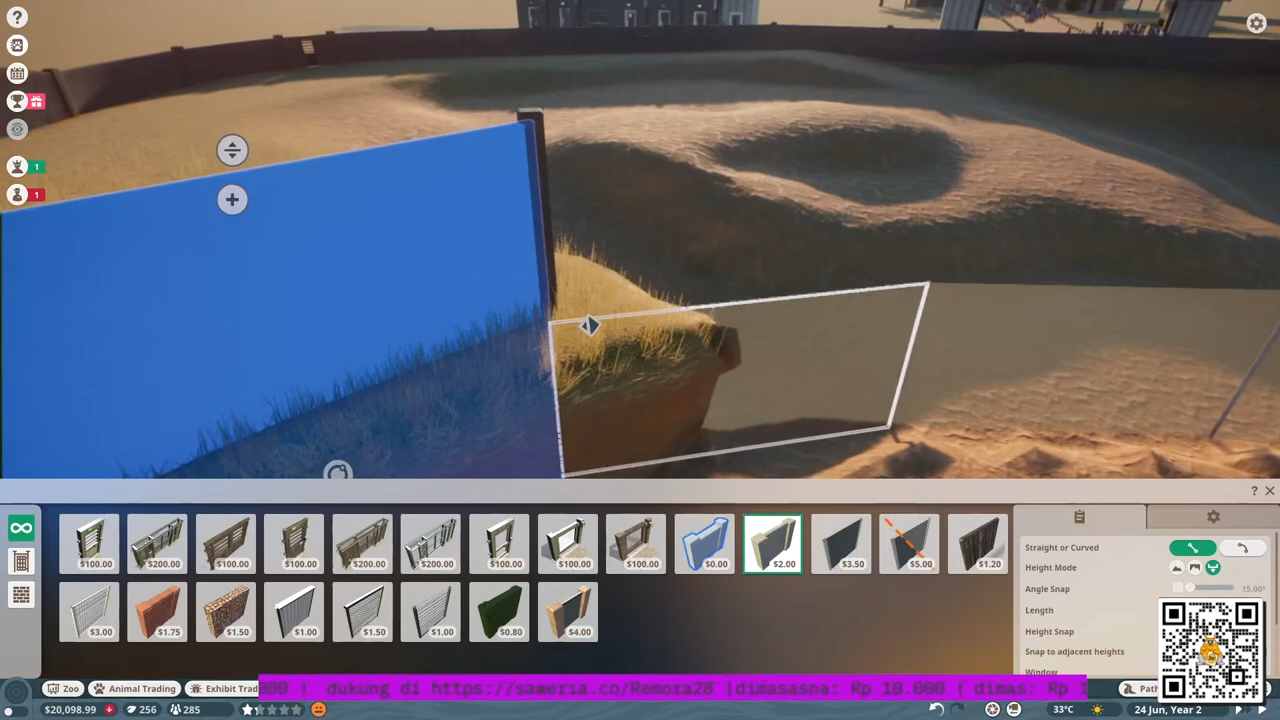 1
1
?
$100.00
$200.00
$100.00
$100.00
$200.00
$200.00
$100.00
$100.00
$100.00
$0.00
$2.00
$3.50
$5.00
$1.20
$3.00
$1.75
$1.50
$1.00
$1.50
$1.00
$0.80
$4.00
Straight or Curved
Height Mode
Angle Snap
15.00°
Length
Height Snap
Snap to adjacent heights
Window
Zoo
Animal Trading
Exhibit Trad
000 | dukung di https://saweria.co/Remora28 |dimasasna: Rp 10.000 | dimas: Rp 1
Path
$20,098.99
256
285
33°C
24 Jun, Year 2